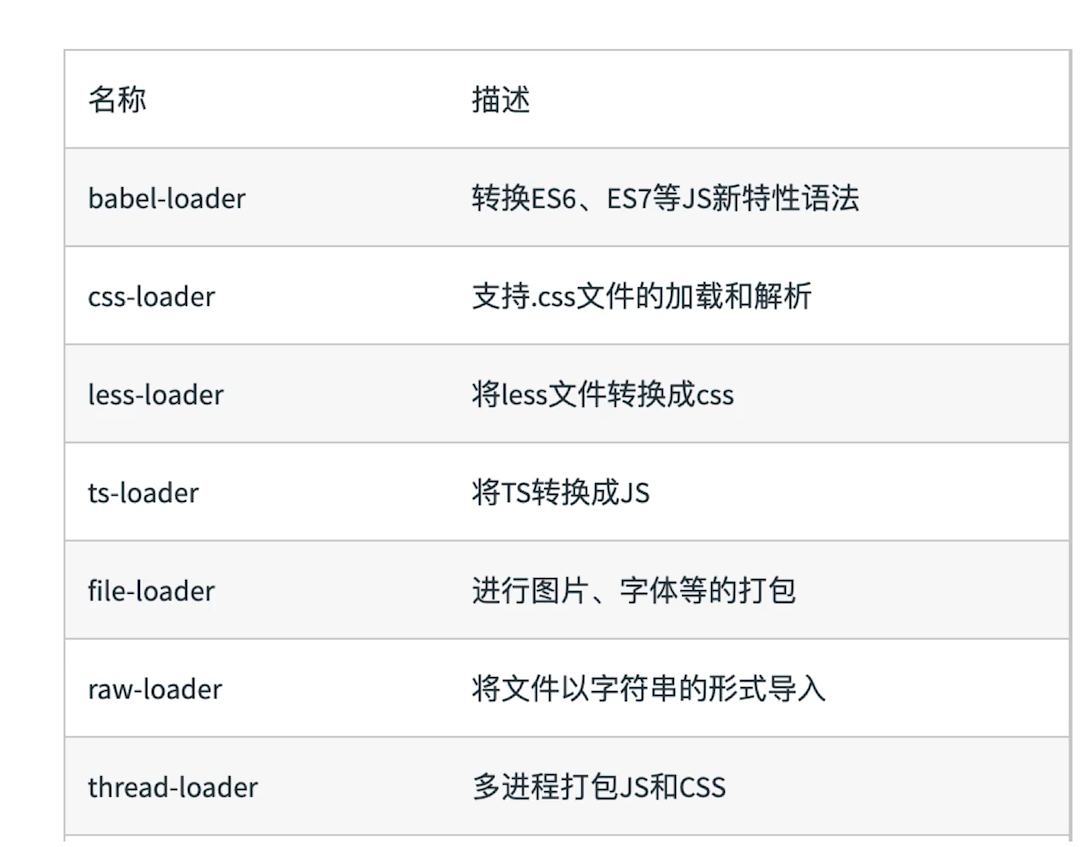 名称 描述
babel-loader 转换ES6、ES7等JS新特性语法
css-loader 支持.css文件的加载和解析
less-loader 将less文件转换成css
ts-loader 将TS转换成JS
file-loader 进行图片、字体等的打包
raw-loader 将文件以字符串的形式导入
thread-loader 多进程打包JS和CSS